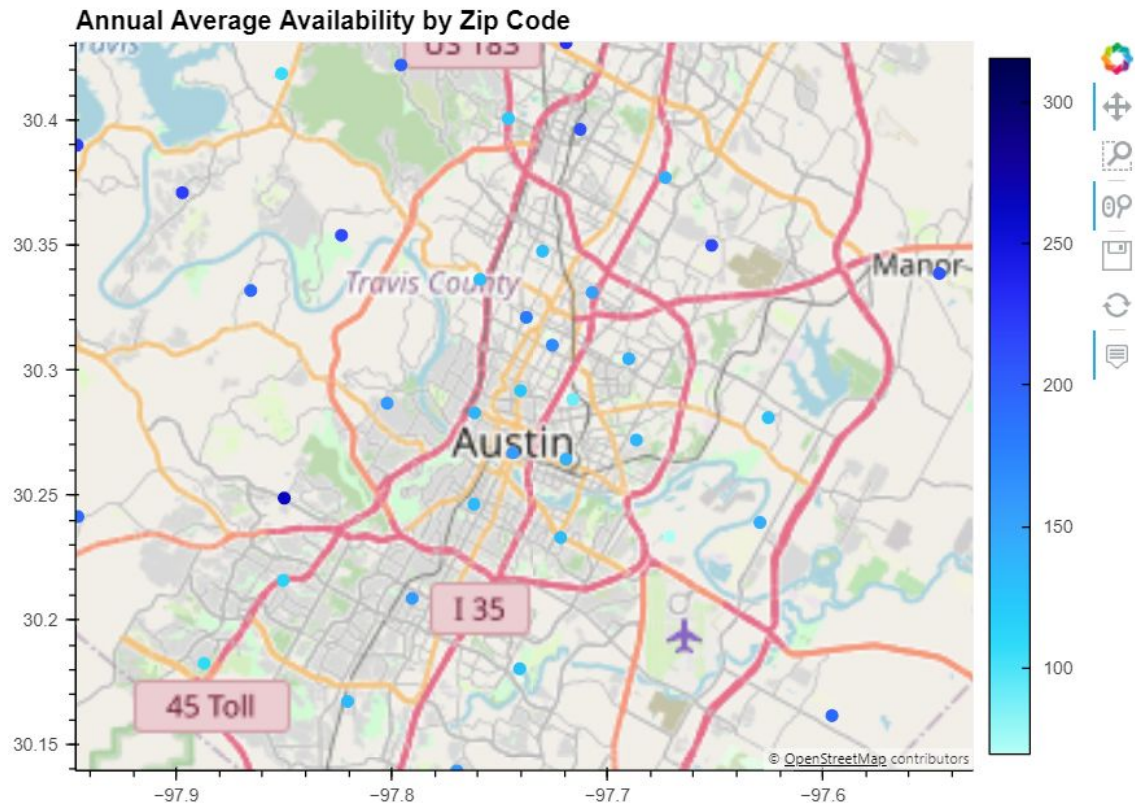 Annual Average Availability by Zip Code
Travis
US 183
30.4
300
30.35
Manor
250
Travis County
30.3
200
Austin
150
30.25
30.2
I 35
100
45 Toll
30.15
© OpenStreetMap contributors
−97.9
−97.8
−97.7
−97.6